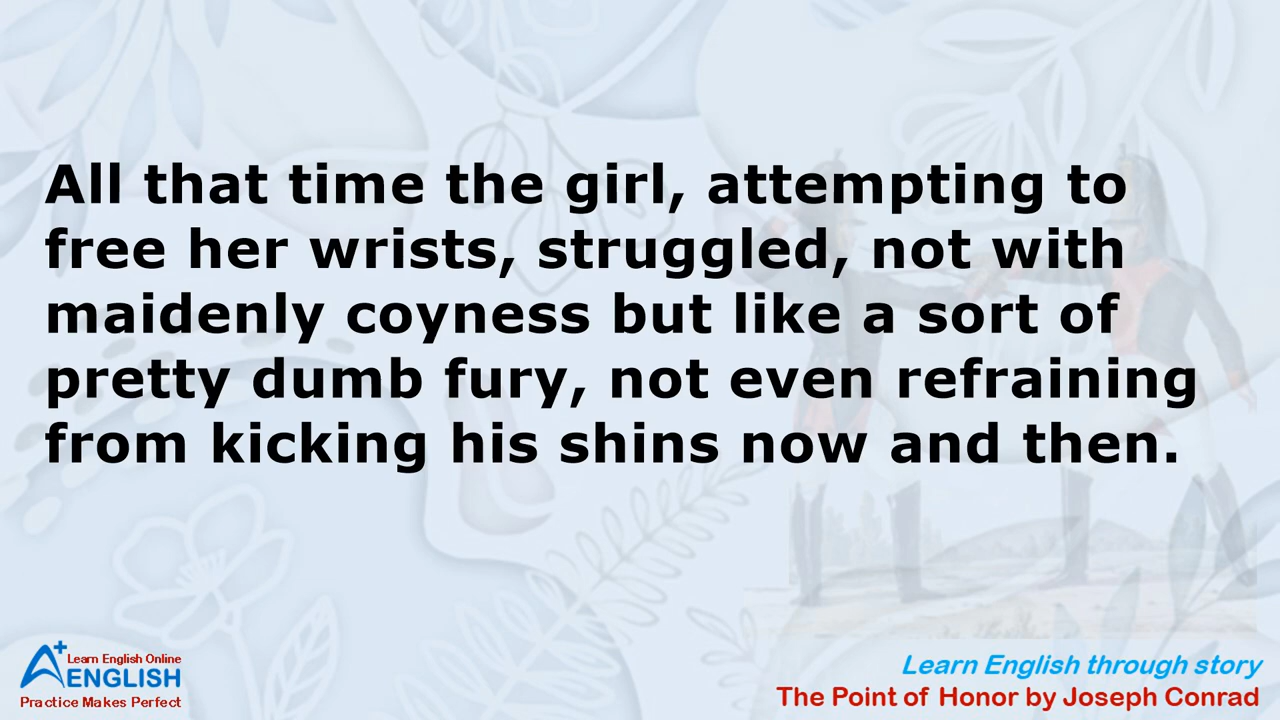 All that time the girl, attempting to
free her wrists, struggled, not with
maidenly coyness but like a sort of
pretty dumb fury, not even refraining
from kicking his shins now and then.
A+ Learn English Online
ENGLISH
Practice Makes Perfect
Learn English through story
The Point of Honor by Joseph Conrad